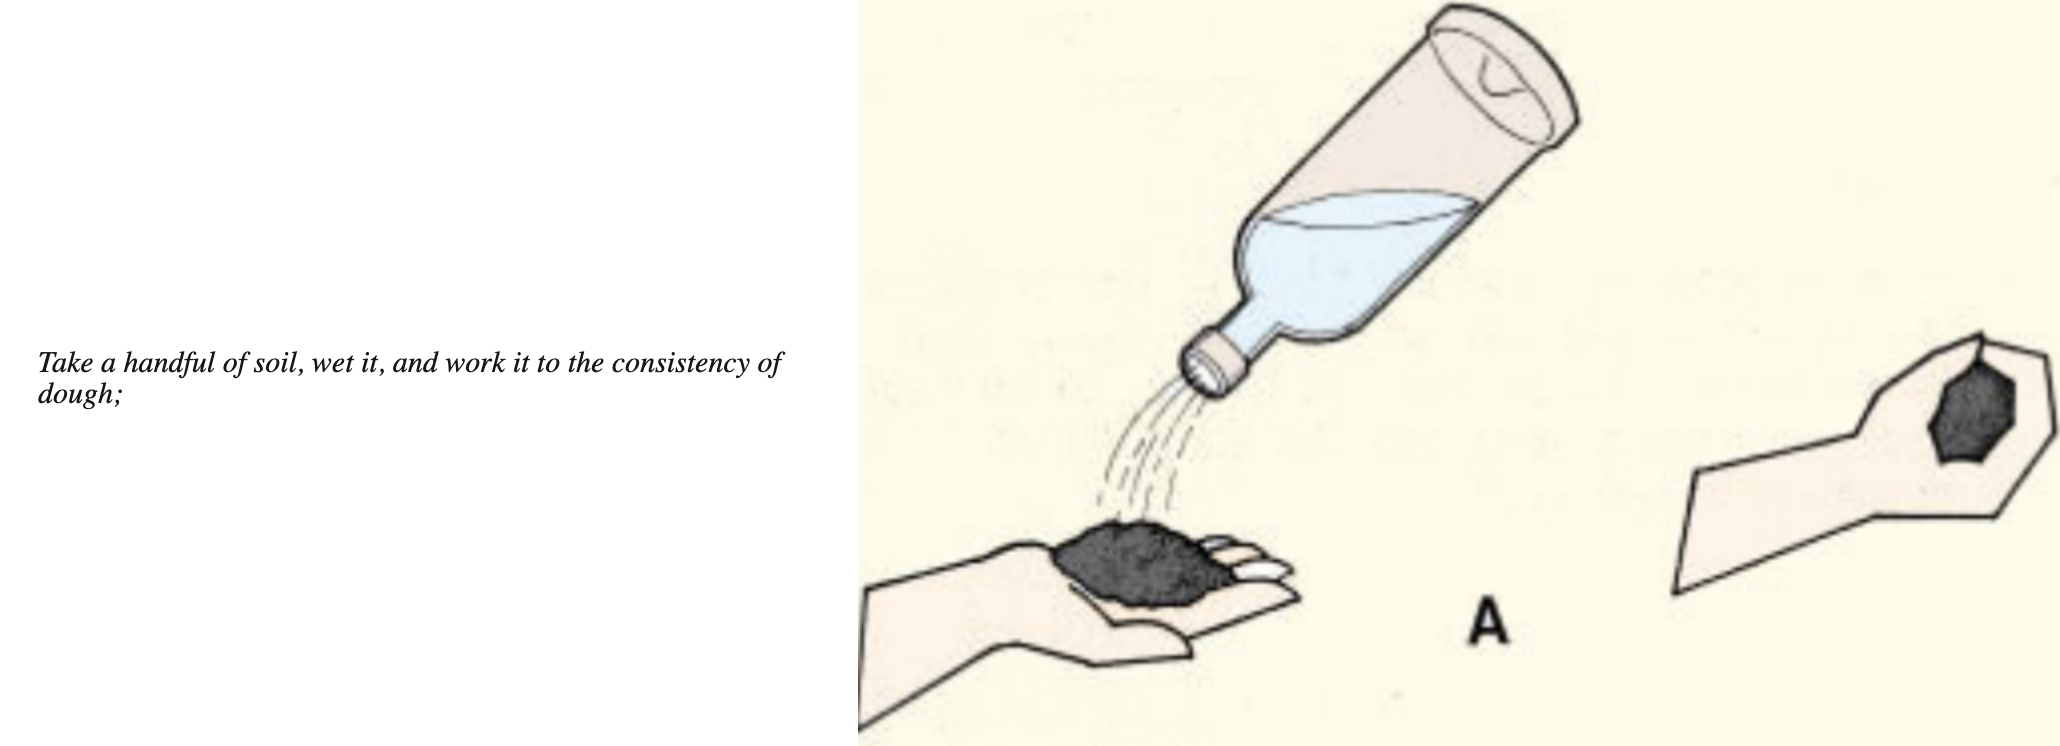 Take a handful of soil, wet it, and work it to the consistency of
dough;
A